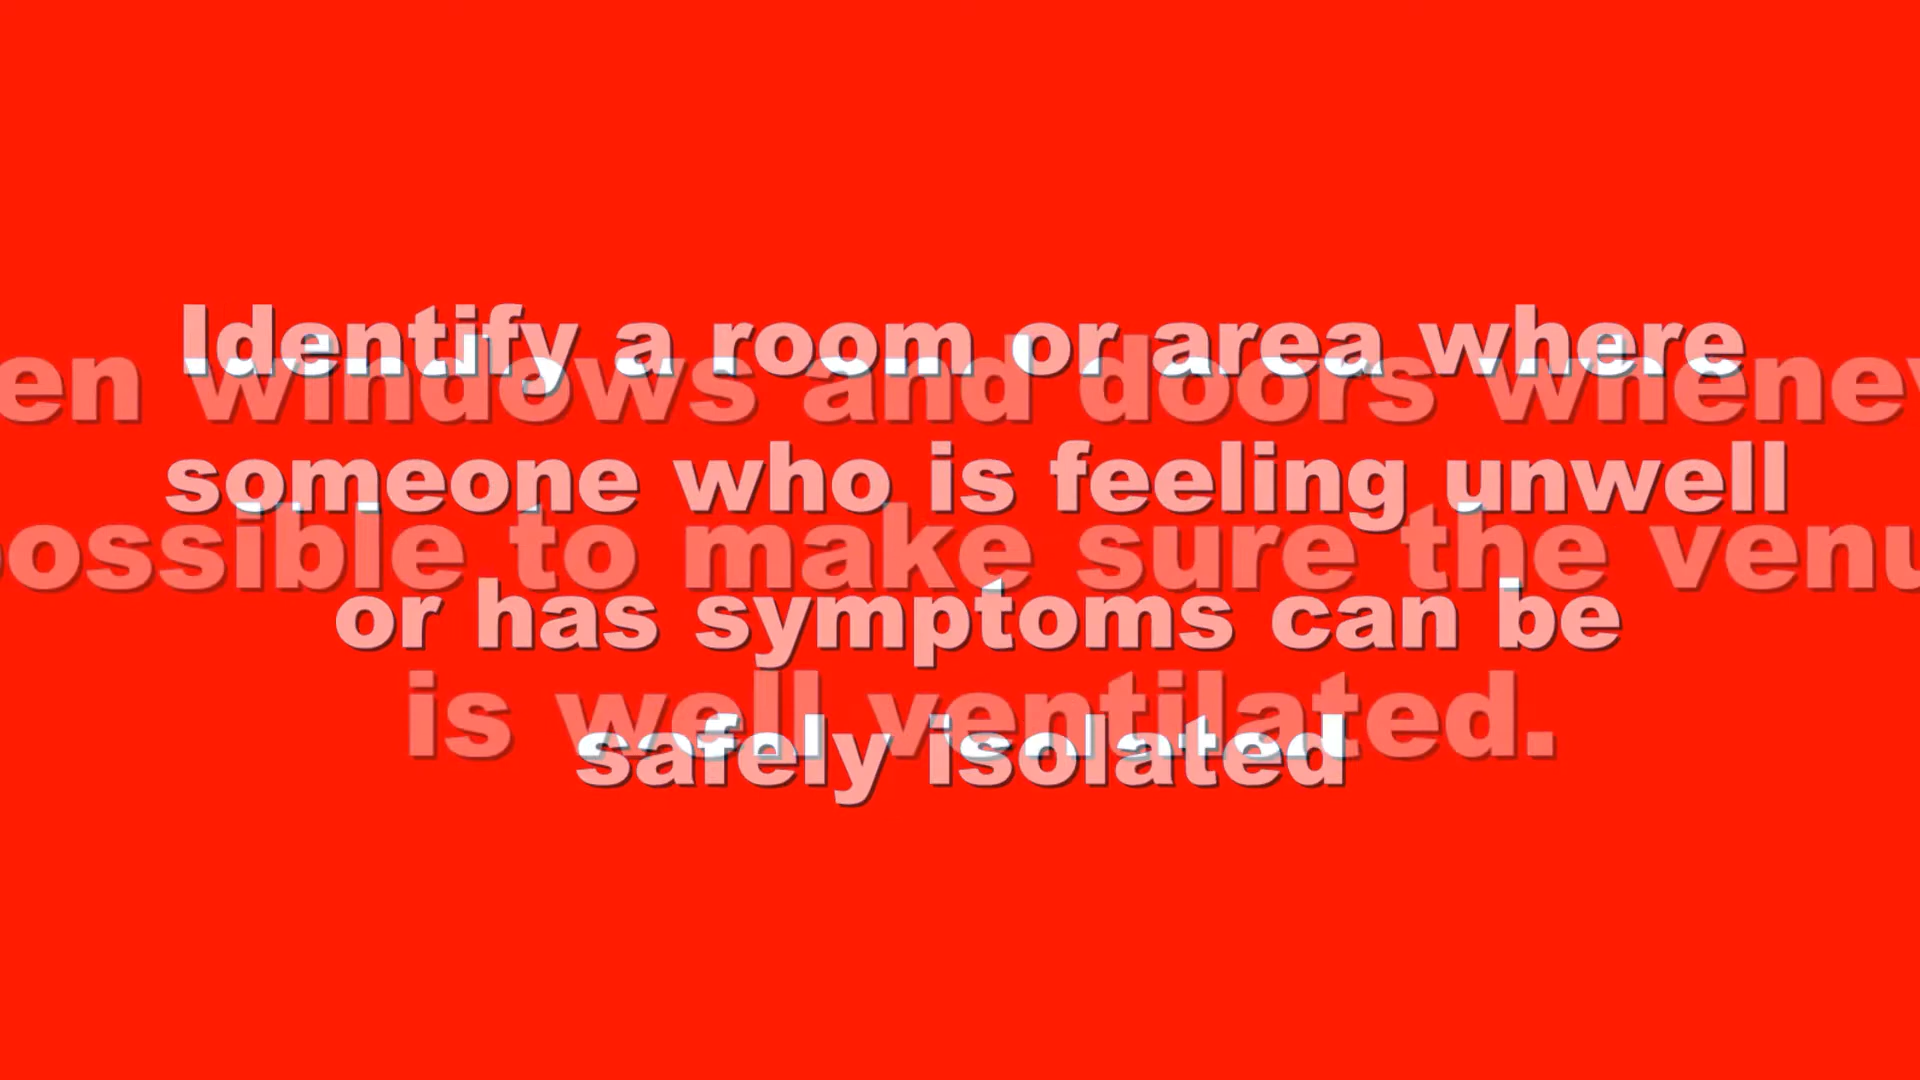 Identify a room or area where
someone who is feeling unwell
or has symptoms can be
safely isolated
en windows and doors whenev
possible to make sure the venu
is well ventilated.